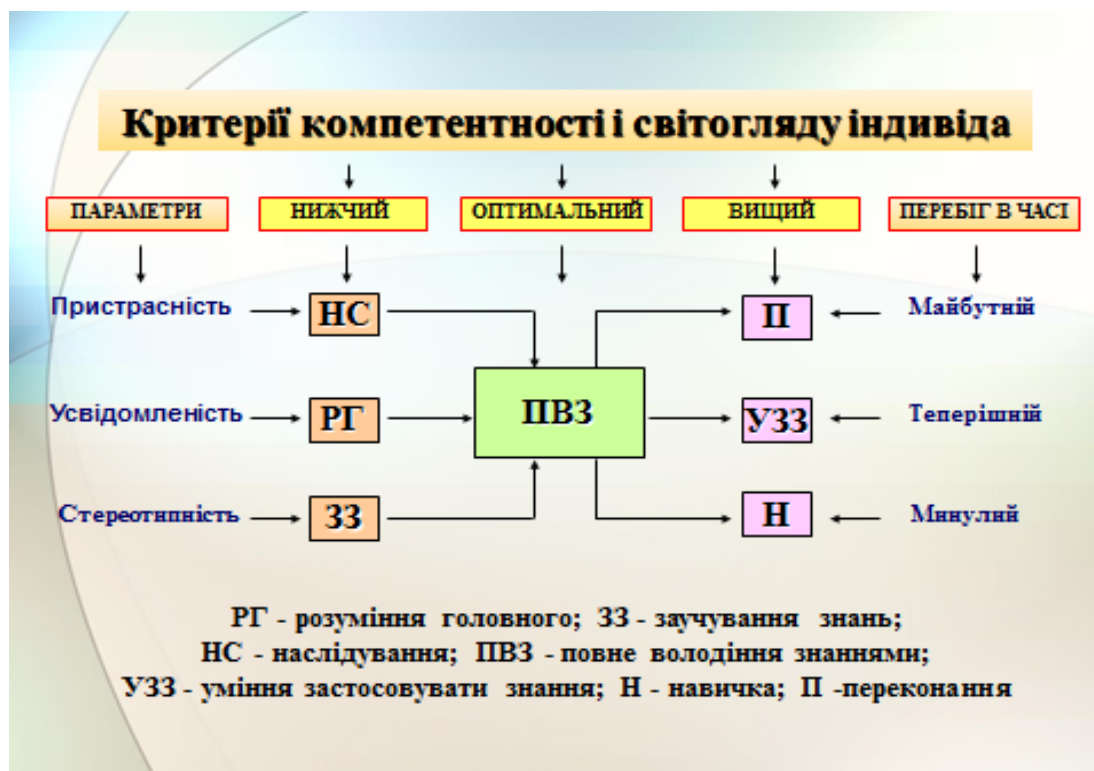 Критерії компетентності і світогляду індивіда
ПАРАМЕТРИ НИЖЧИЙ ОПТИМАЛЬНИЙ ВИЩИЙ ПЕРЕБІГ В ЧАСІ
Пристрасність НС П Майбутній
Усвідомленість РГ ПВЗ УЗЗ Теперішній
Стереотипність ЗЗ Н Минулий
РГ - розуміння головного; ЗЗ - заучування знань;
НС - наслідування; ПВЗ - повне володіння знаннями;
УЗЗ - уміння застосовувати знання; Н - навичка; П -переконання